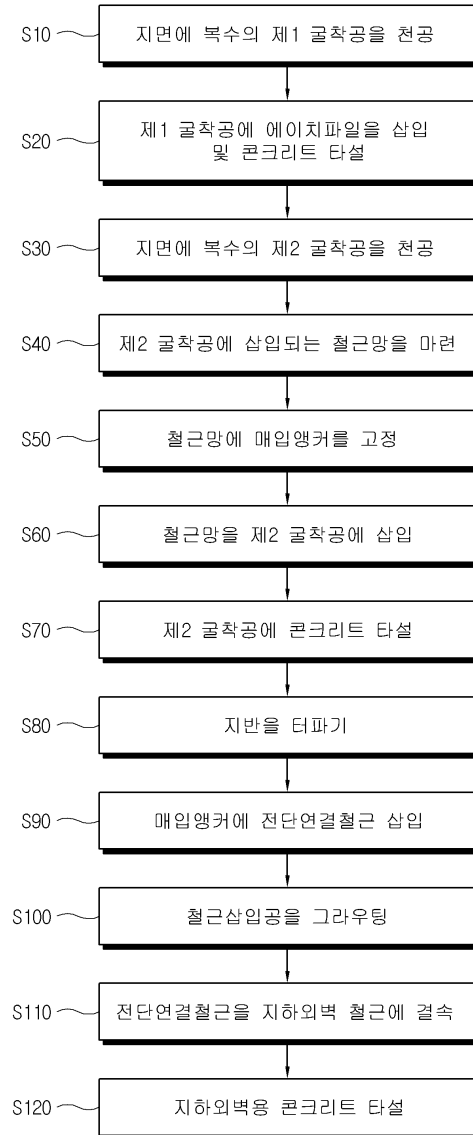 S10 지면에 복수의 제1 굴착공을 천공
S20 제1 굴착공에 에이치파일을 삽입
및 콘크리트 타설
S30 지면에 복수의 제2 굴착공을 천공
S40 제2 굴착공에 삽입되는 철근망을 마련
S50 철근망에 매입앵커를 고정
S60 철근망을 제2 굴착공에 삽입
S70 제2 굴착공에 콘크리트 타설
S80 지반을 터파기
S90 매입앵커에 전단연결철근 삽입
S100 철근삽입공을 그라우팅
S110 전단연결철근을 지하외벽 철근에 결속
S120 지하외벽용 콘크리트 타설